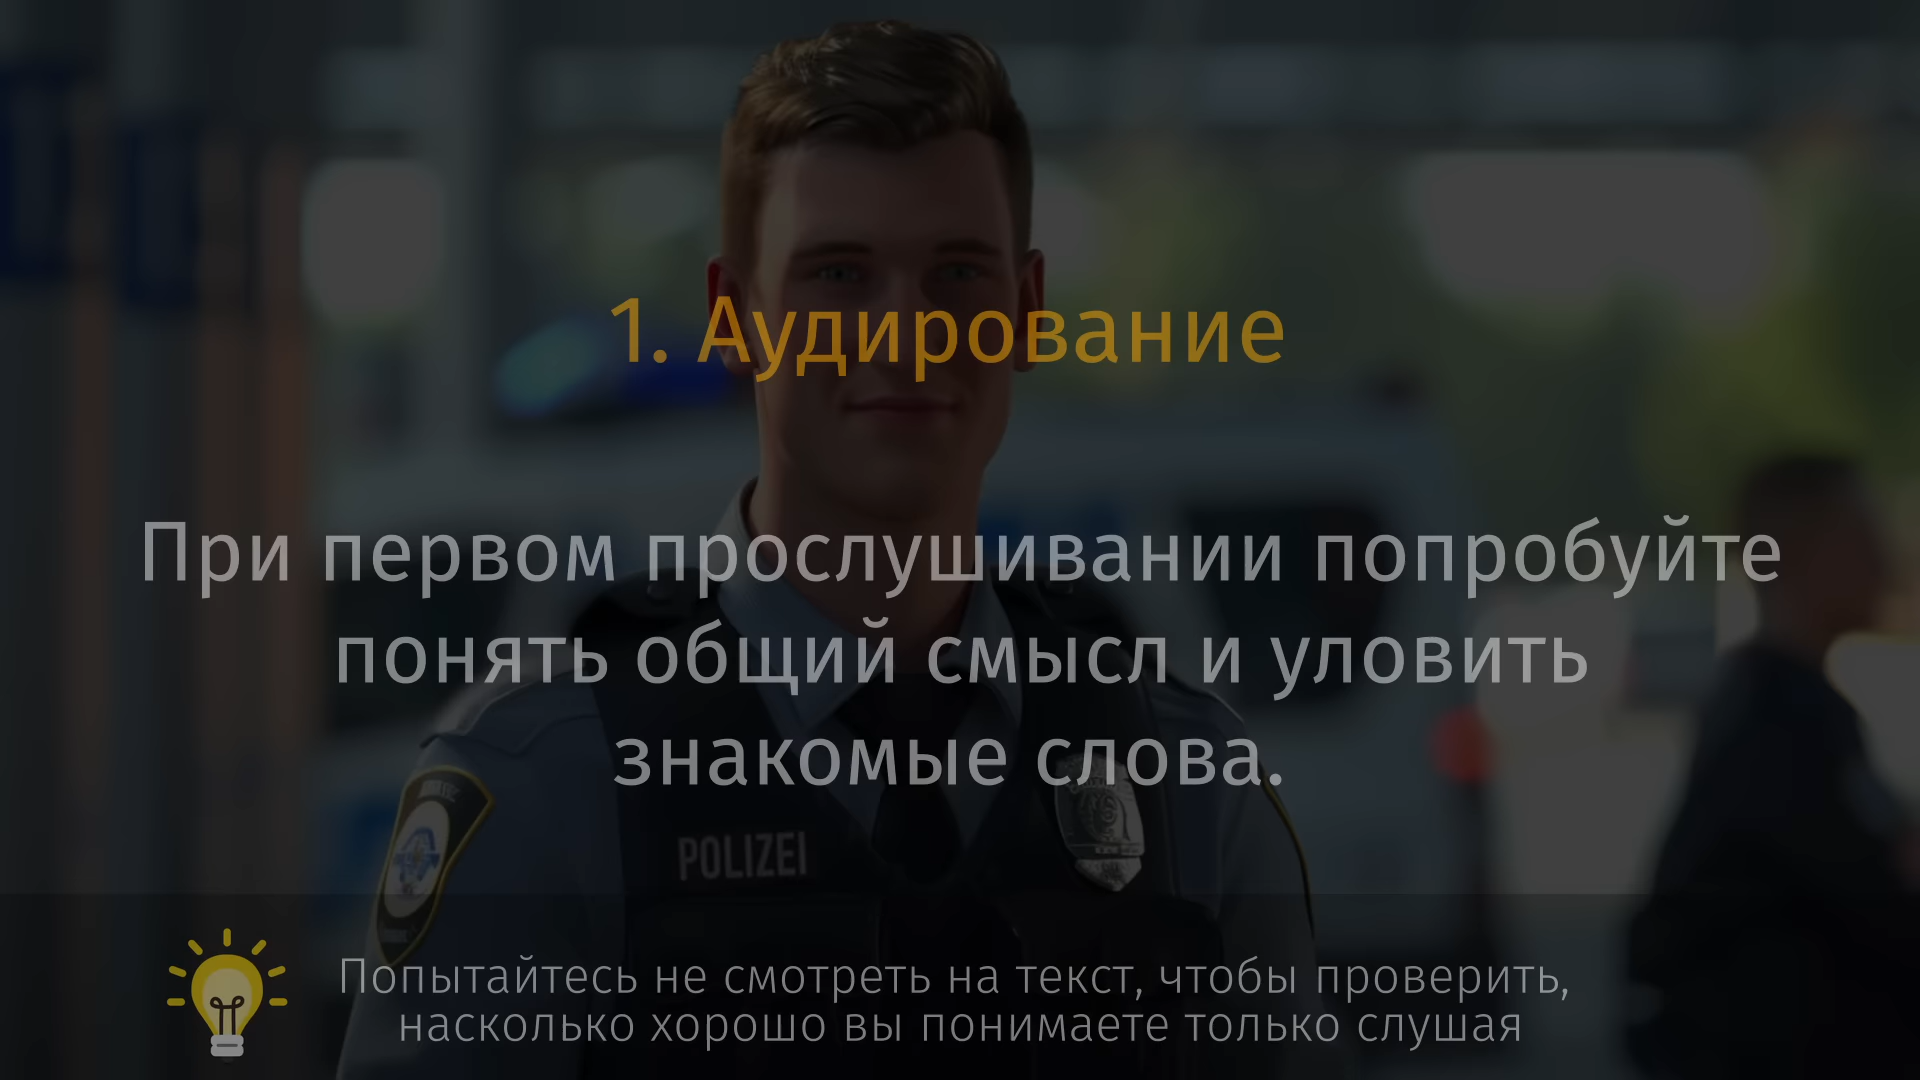 1. Аудирование
При первом прослушивании попробуйте
понять общий смысл и уловить
знакомые слова.
POLIZEI
Попытайтесь не смотреть на текст, чтобы проверить,
насколько хорошо вы понимаете только слушая